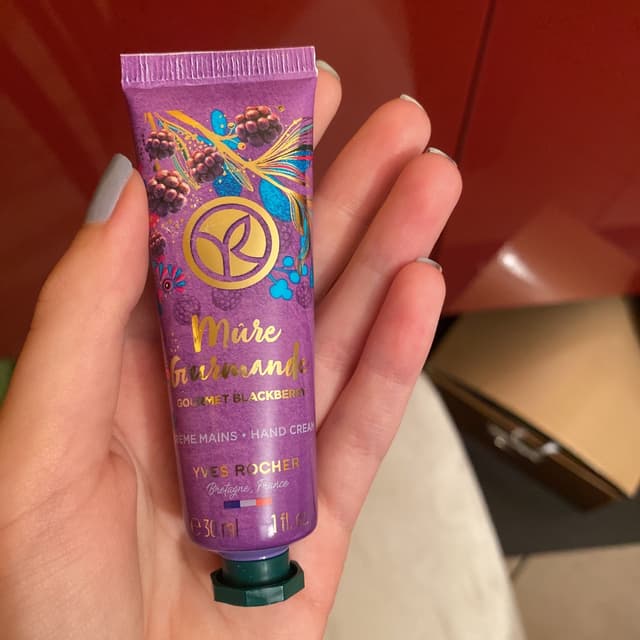 Mûre
Gourmande
GOURMET BLACKBERRY
CRÈME MAINS • HAND CREAM
YVES ROCHER
Bretagne, France
e 30 ml 1 fl.